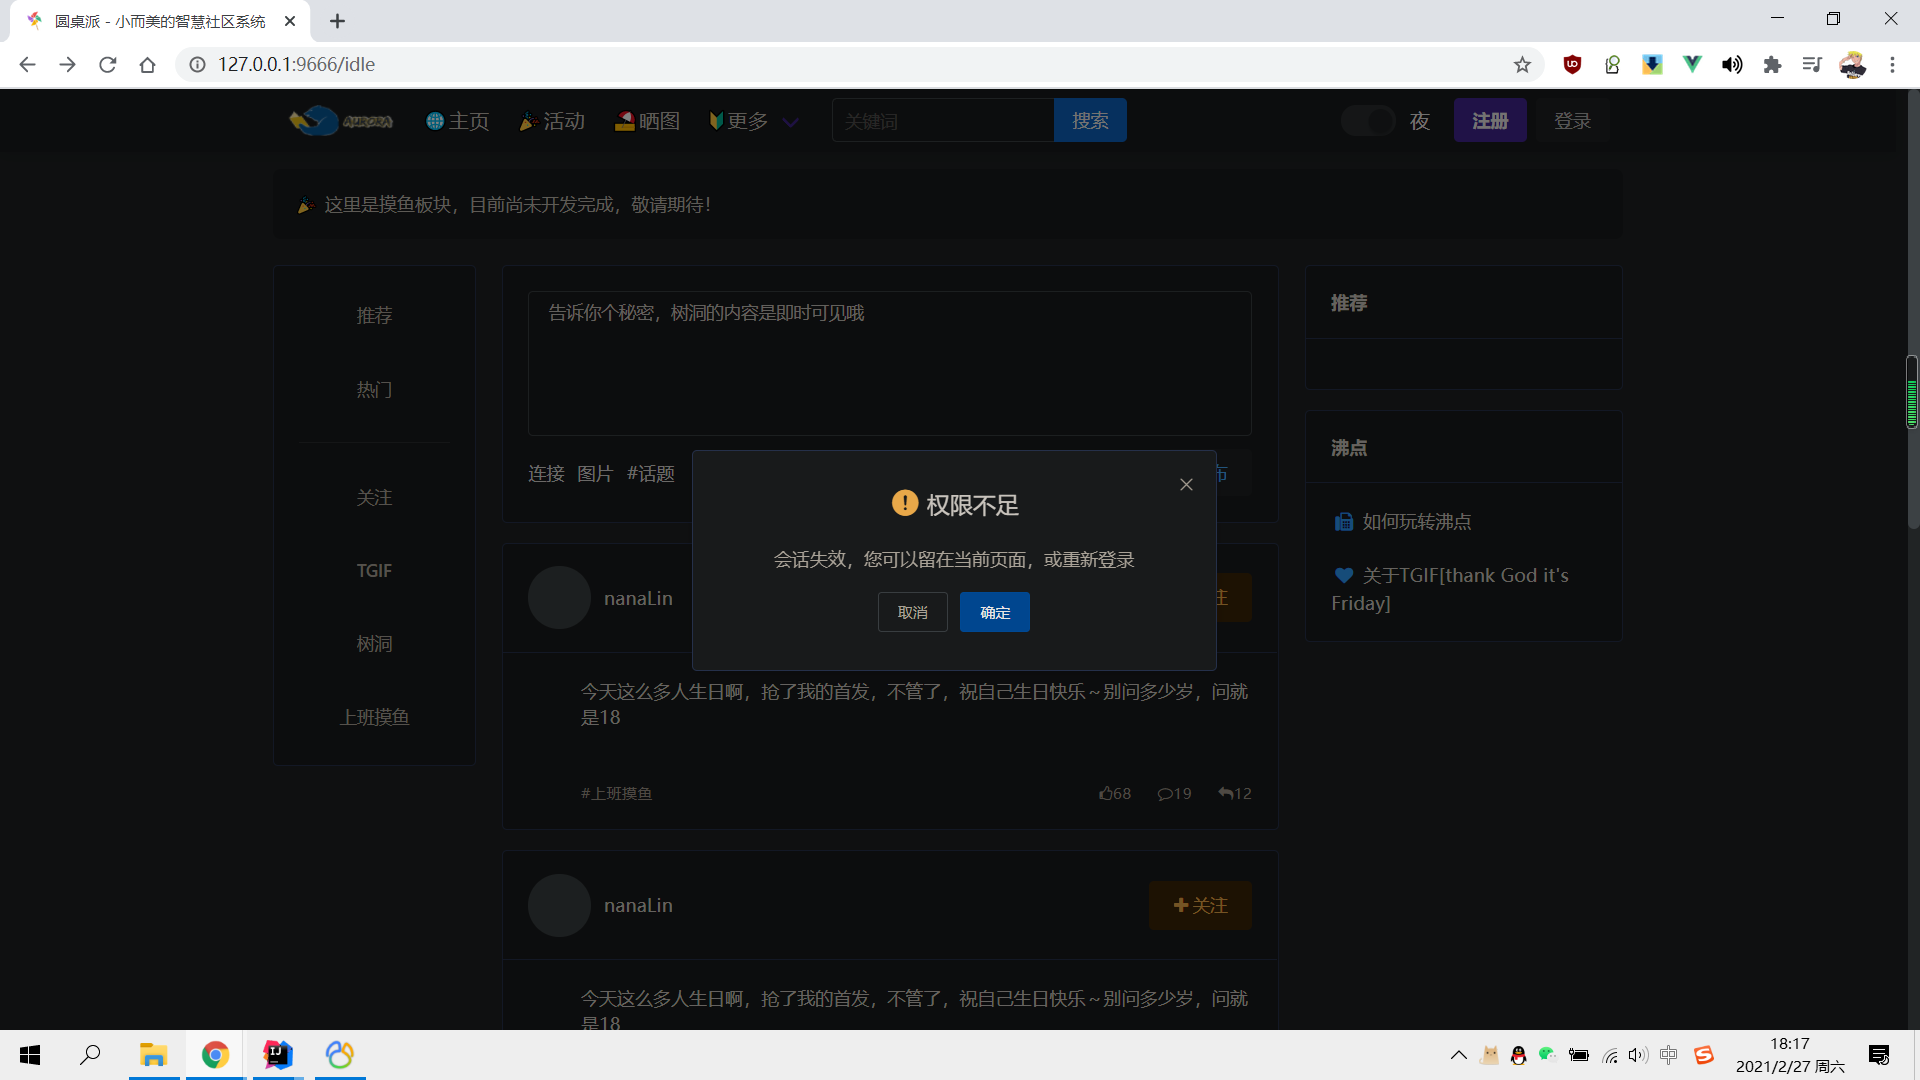 圆桌派 - 小而美的智慧社区系统
127.0.0.1:9666/idle
AURORA
主页
活动
晒图
更多
关键词
搜索
夜
注册
登录
这里是摸鱼板块，目前尚未开发完成，敬请期待！
推荐
热门
关注
TGIF
树洞
上班摸鱼
告诉你个秘密，树洞的内容是即时可见哦
连接 图片 #话题
布
权限不足
会话失效，您可以留在当前页面，或重新登录
取消
确定
nanaLin
注
今天这么多人生日啊，抢了我的首发，不管了，祝自己生日快乐～别问多少岁，问就
是18
#上班摸鱼
68
19
12
nanaLin
关注
今天这么多人生日啊，抢了我的首发，不管了，祝自己生日快乐～别问多少岁，问就
是18
推荐
沸点
如何玩转沸点
关于TGIF[thank God it's
Friday]
中
18:17
2021/2/27 周六